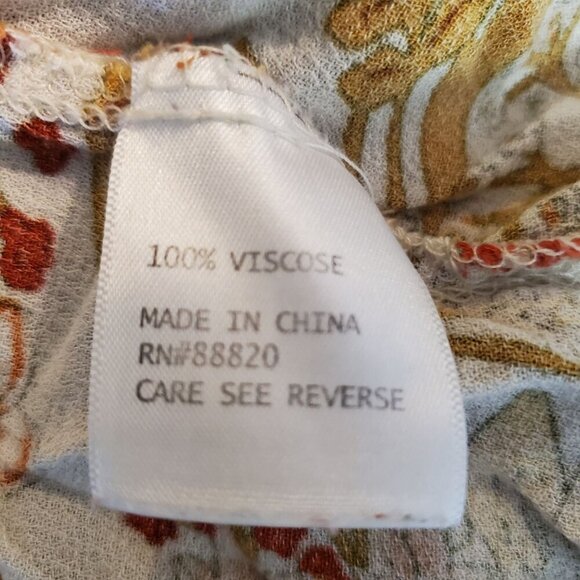 100% VISCOSE
MADE IN CHINA
RN#88820
CARE SEE REVERSE